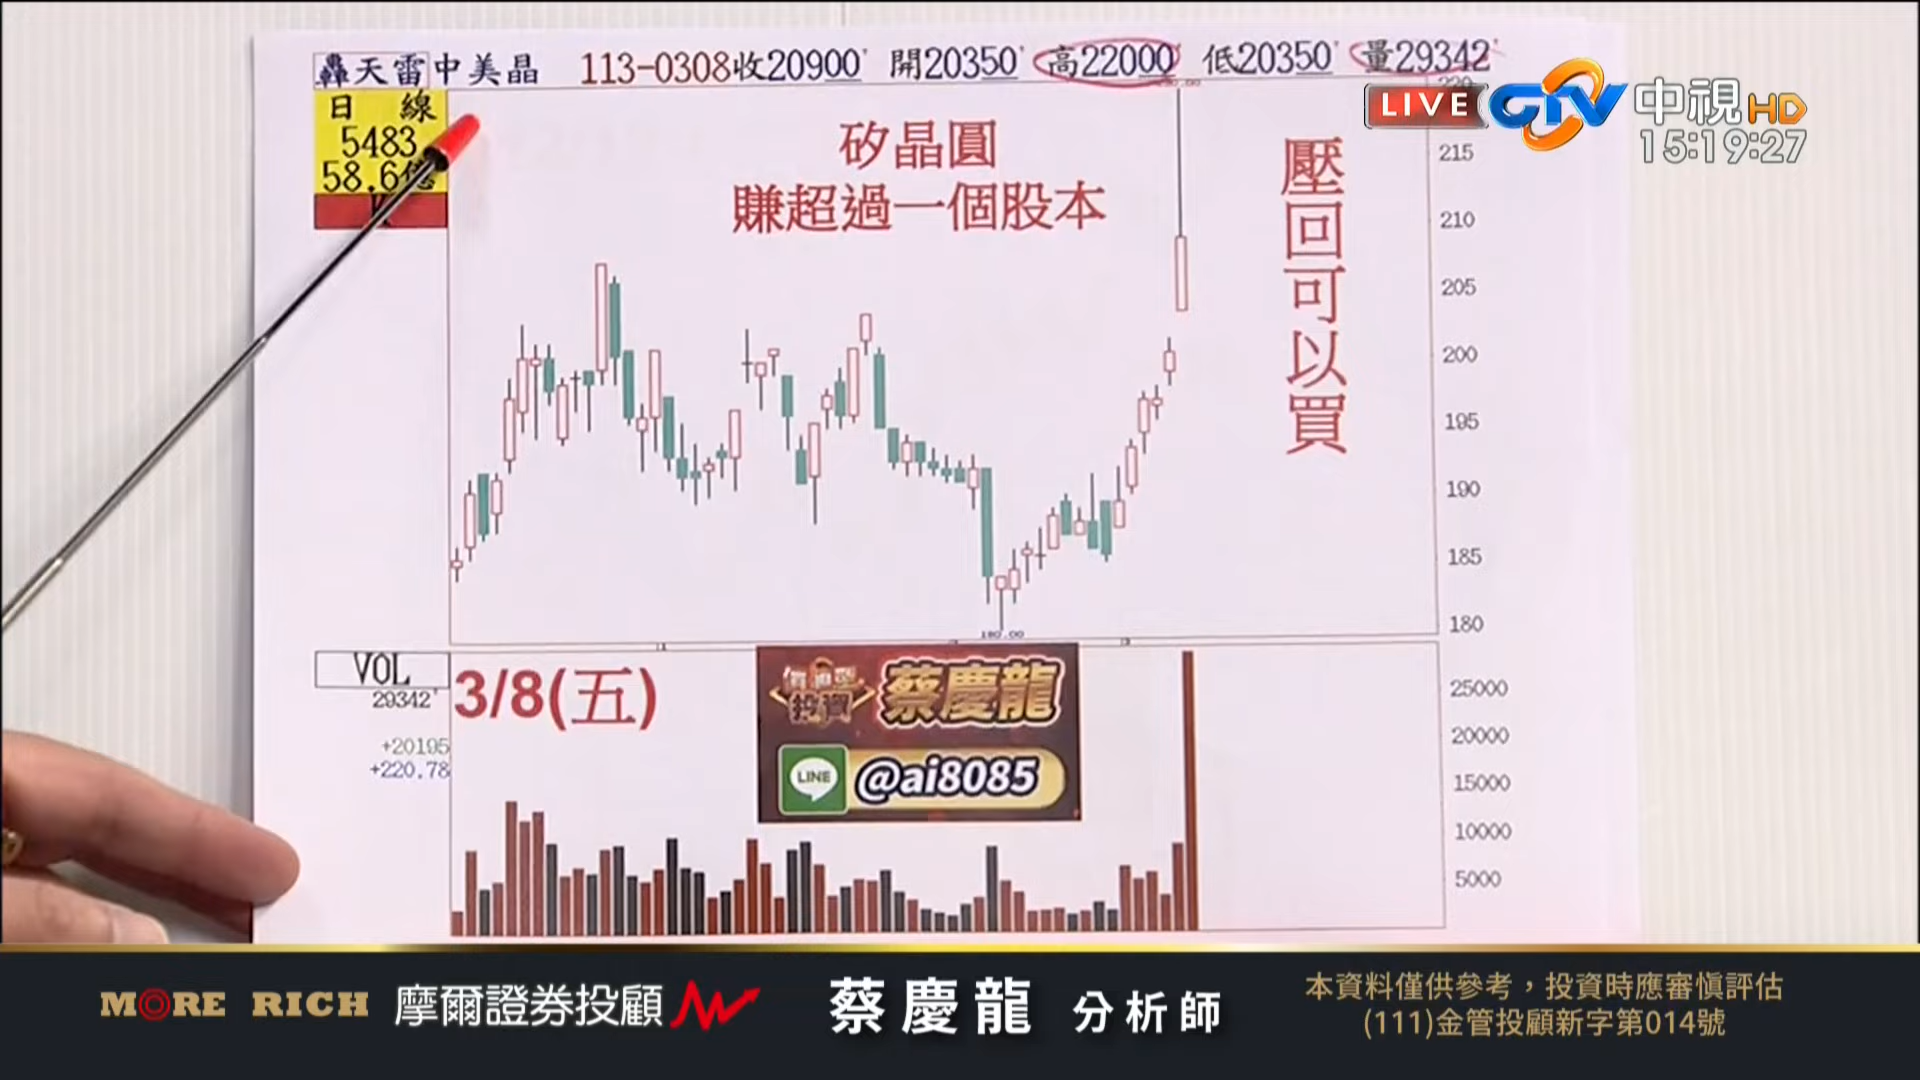 轟天雷中美晶 113-0308收20900' 開20350' 高22000' 低20350' 量29342'
日 線
5483
58.6億
矽晶圓
賺超過一個股本
壓回可以買
LIVE CTV 中視HD
15:19:27
215
210
205
200
195
190
185
180
180.00
VOL
29342'
+20195
+220.78
3/8(五)
投資 蔡慶龍
LINE @ai8085
25000
20000
15000
10000
5000
MORE RICH 摩爾證券投顧 蔡慶龍 分析師
本資料僅供參考，投資時應審慎評估
(111)金管投顧新字第014號